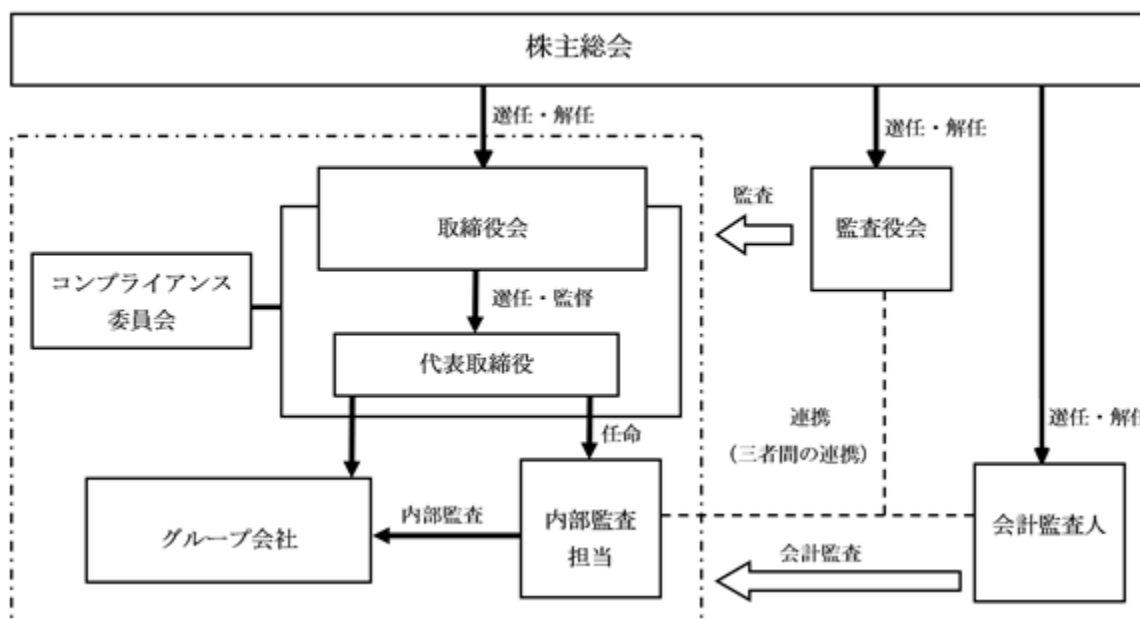 株主総会
選任・解任
選任・解任
取締役会
監査
監査役会
コンプライアンス
委員会
選任・監督
代表取締役
任命
連携
（三者間の連携）
選任・解任
グループ会社
内部監査
内部監査
担当
会計監査人
会計監査